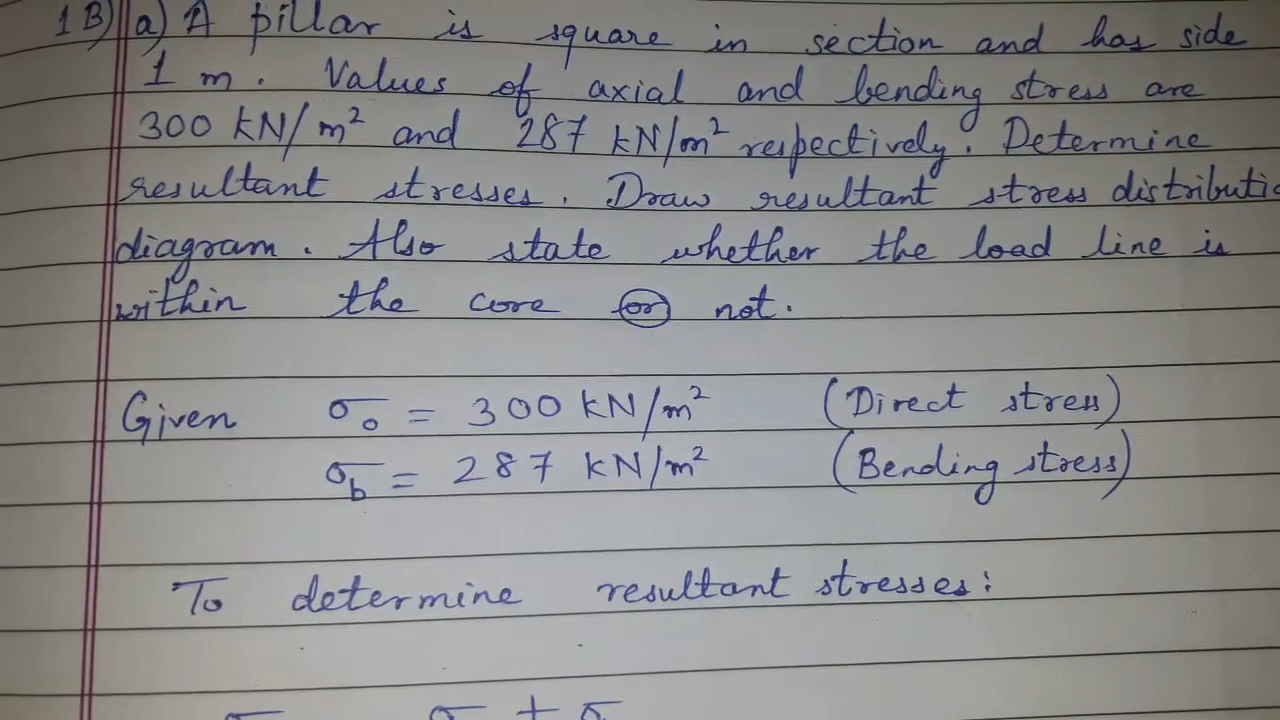 1 B) a) A pillar is square in section and has side
1 m. Values of axial and bending stress are
300 KN/m² and 287 KN/m² respectively. Determine
resultant stresses. Draw resultant stress distributio
diagram. Also state whether the load line is
within the core or not.
Given σ₀ = 300 KN/m² (Direct stress)
σb = 287 KN/m² (Bending stress)
To determine resultant stresses: